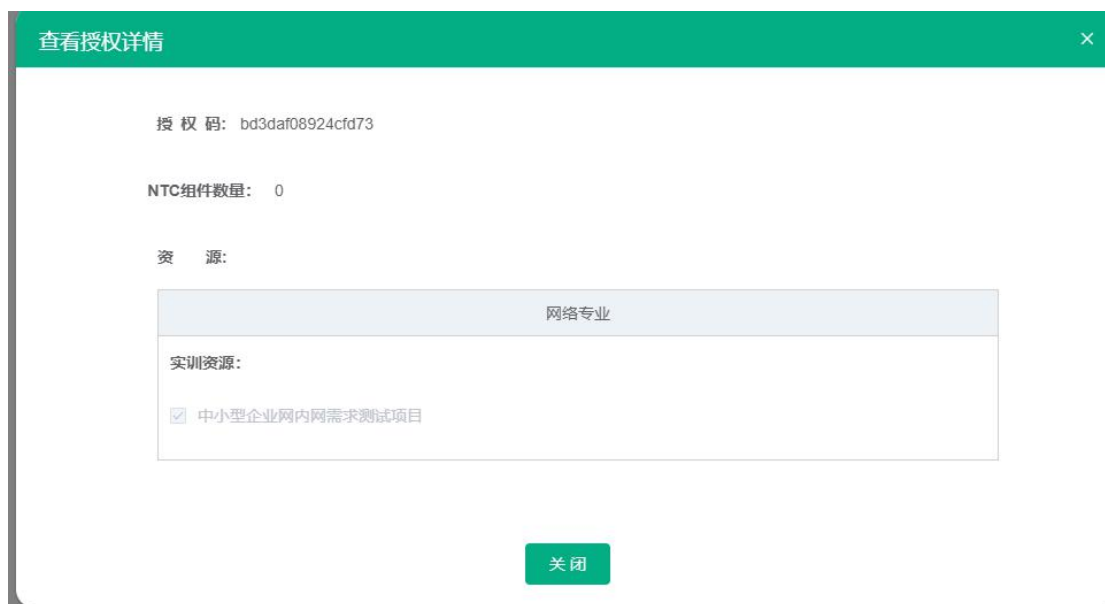 查看授权详情
授 权 码: bd3daf08924cfd73
NTC组件数量: 0
资 源:
网络专业
实训资源:
中小型企业网内网需求测试项目
关 闭